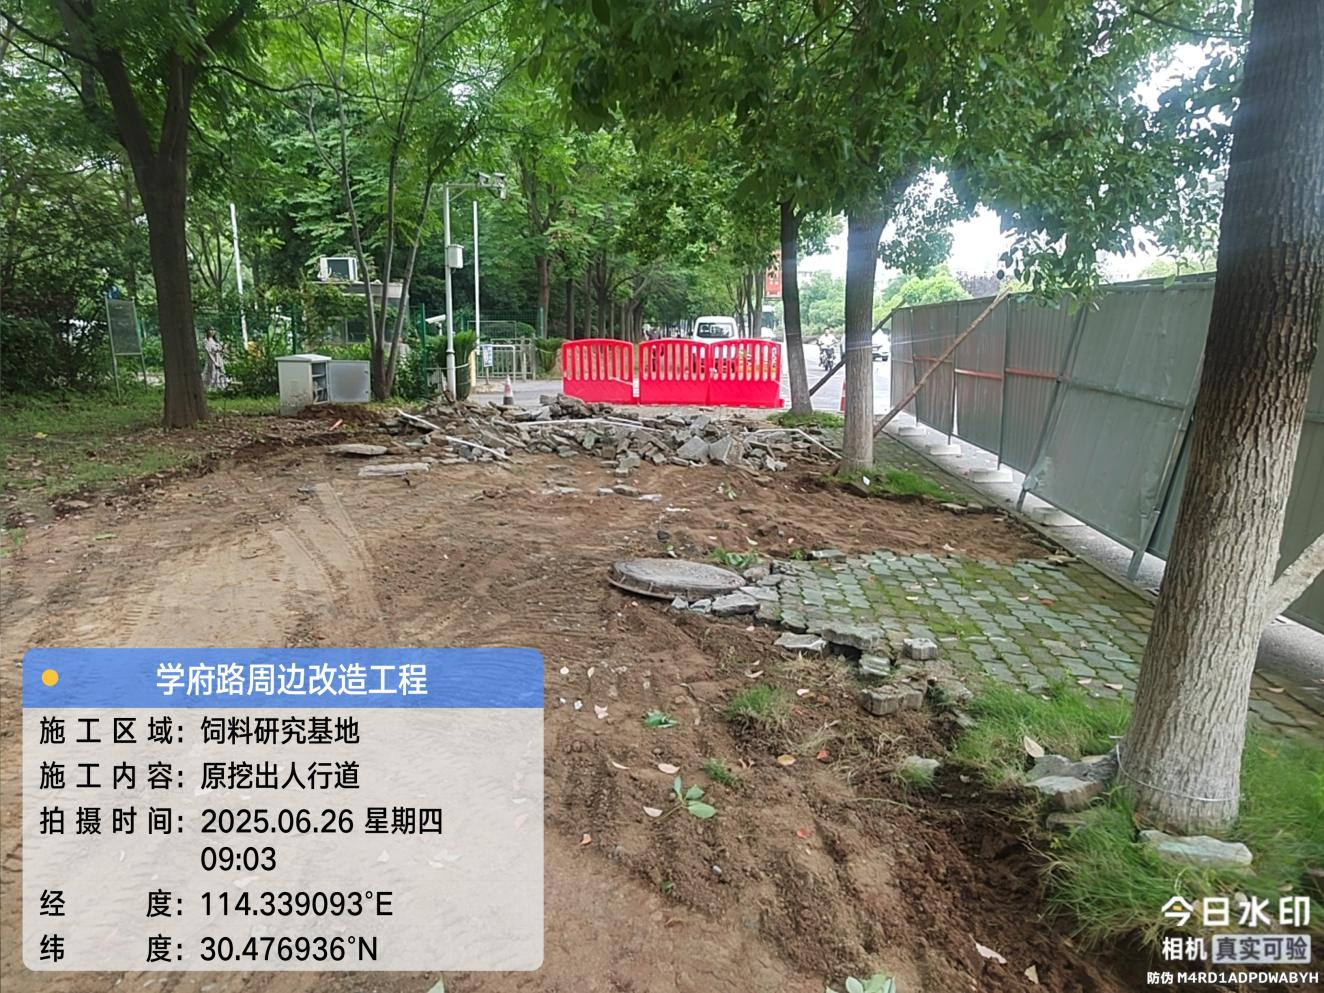 学府路周边改造工程
施工区域：饲料研究基地
施工内容：原挖出人行道
拍摄时间：2025.06.26 星期四
09:03
经度：114.339093°E
纬度：30.476936°N
今日水印
相机 真实可验
防伪 M4RD1ADPDWABYH